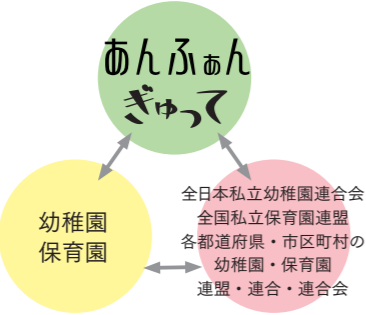 あんふぁん
ぎゅって
幼稚園
保育園
全日本私立幼稚園連合会
全国私立保育園連盟
各都道府県・市区町村の
幼稚園・保育園
連盟・連合・連合会